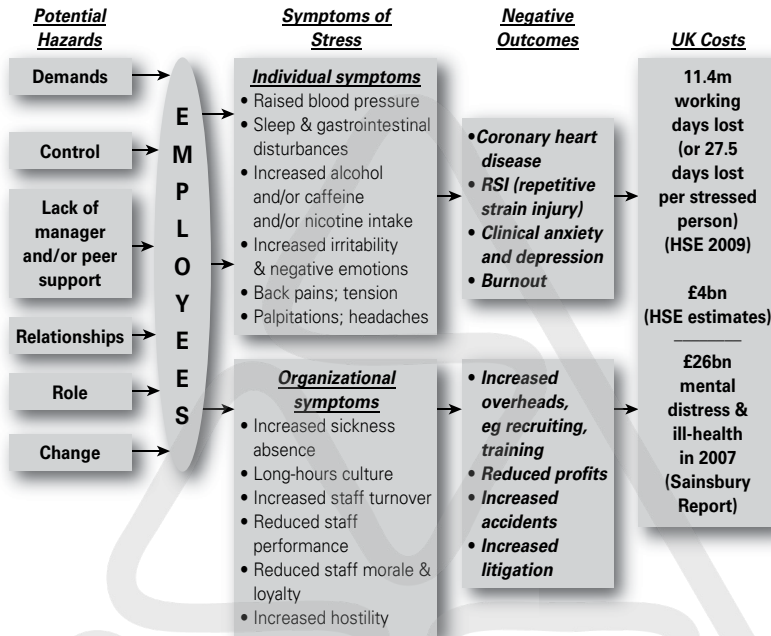 Potential
Hazards
Symptoms of
Stress
Negative
Outcomes
UK Costs
Demands
Control
Lack of
manager
and/or peer
support
Relationships
Role
Change
E
M
P
L
O
Y
E
E
S
Individual symptoms
• Raised blood pressure
• Sleep & gastrointestinal
disturbances
• Increased alcohol
and/or caffeine
and/or nicotine intake
• Increased irritability
& negative emotions
• Back pains; tension
• Palpitations; headaches
Organizational
symptoms
• Increased sickness
absence
• Long-hours culture
• Increased staff turnover
• Reduced staff
performance
• Reduced staff morale &
loyalty
• Increased hostility
•Coronary heart
disease
• RSI (repetitive
strain injury)
• Clinical anxiety
and depression
• Burnout
• Increased
overheads,
eg recruiting,
training
• Reduced profits
• Increased
accidents
• Increased
litigation
11.4m
working
days lost
(or 27.5
days lost
per stressed
person)
(HSE 2009)
£4bn
(HSE estimates)
£26bn
mental
distress &
ill-health
in 2007
(Sainsbury
Report)